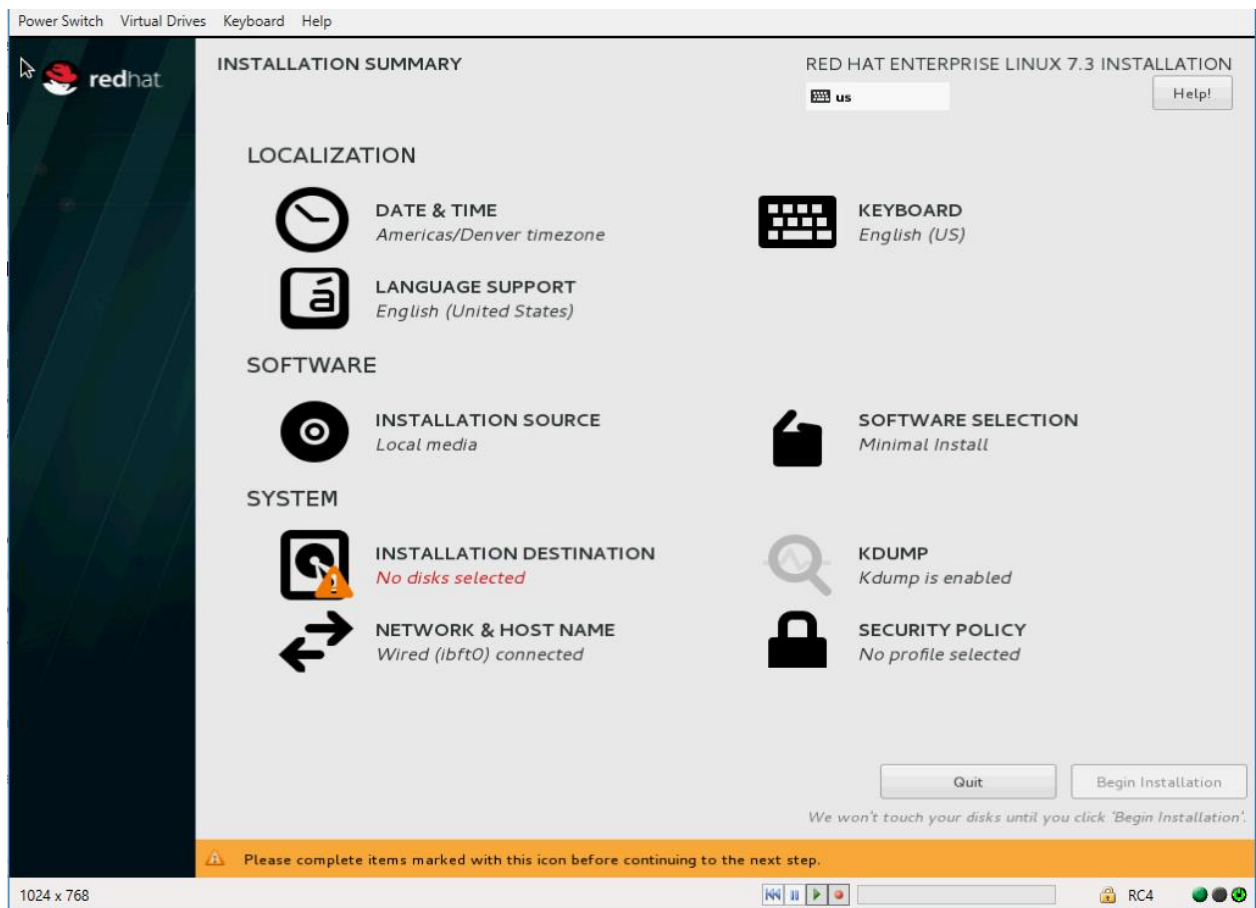 Power Switch Virtual Drives Keyboard Help
redhat
INSTALLATION SUMMARY
RED HAT ENTERPRISE LINUX 7.3 INSTALLATION
us
Help!
LOCALIZATION
DATE & TIME
Americas/Denver timezone
KEYBOARD
English (US)
á
LANGUAGE SUPPORT
English (United States)
SOFTWARE
INSTALLATION SOURCE
Local media
SOFTWARE SELECTION
Minimal Install
SYSTEM
INSTALLATION DESTINATION
No disks selected
KDUMP
Kdump is enabled
NETWORK & HOST NAME
Wired (ibft0) connected
SECURITY POLICY
No profile selected
Quit
Begin Installation
We won't touch your disks until you click 'Begin Installation'.
Please complete items marked with this icon before continuing to the next step.
1024 x 768
RC4